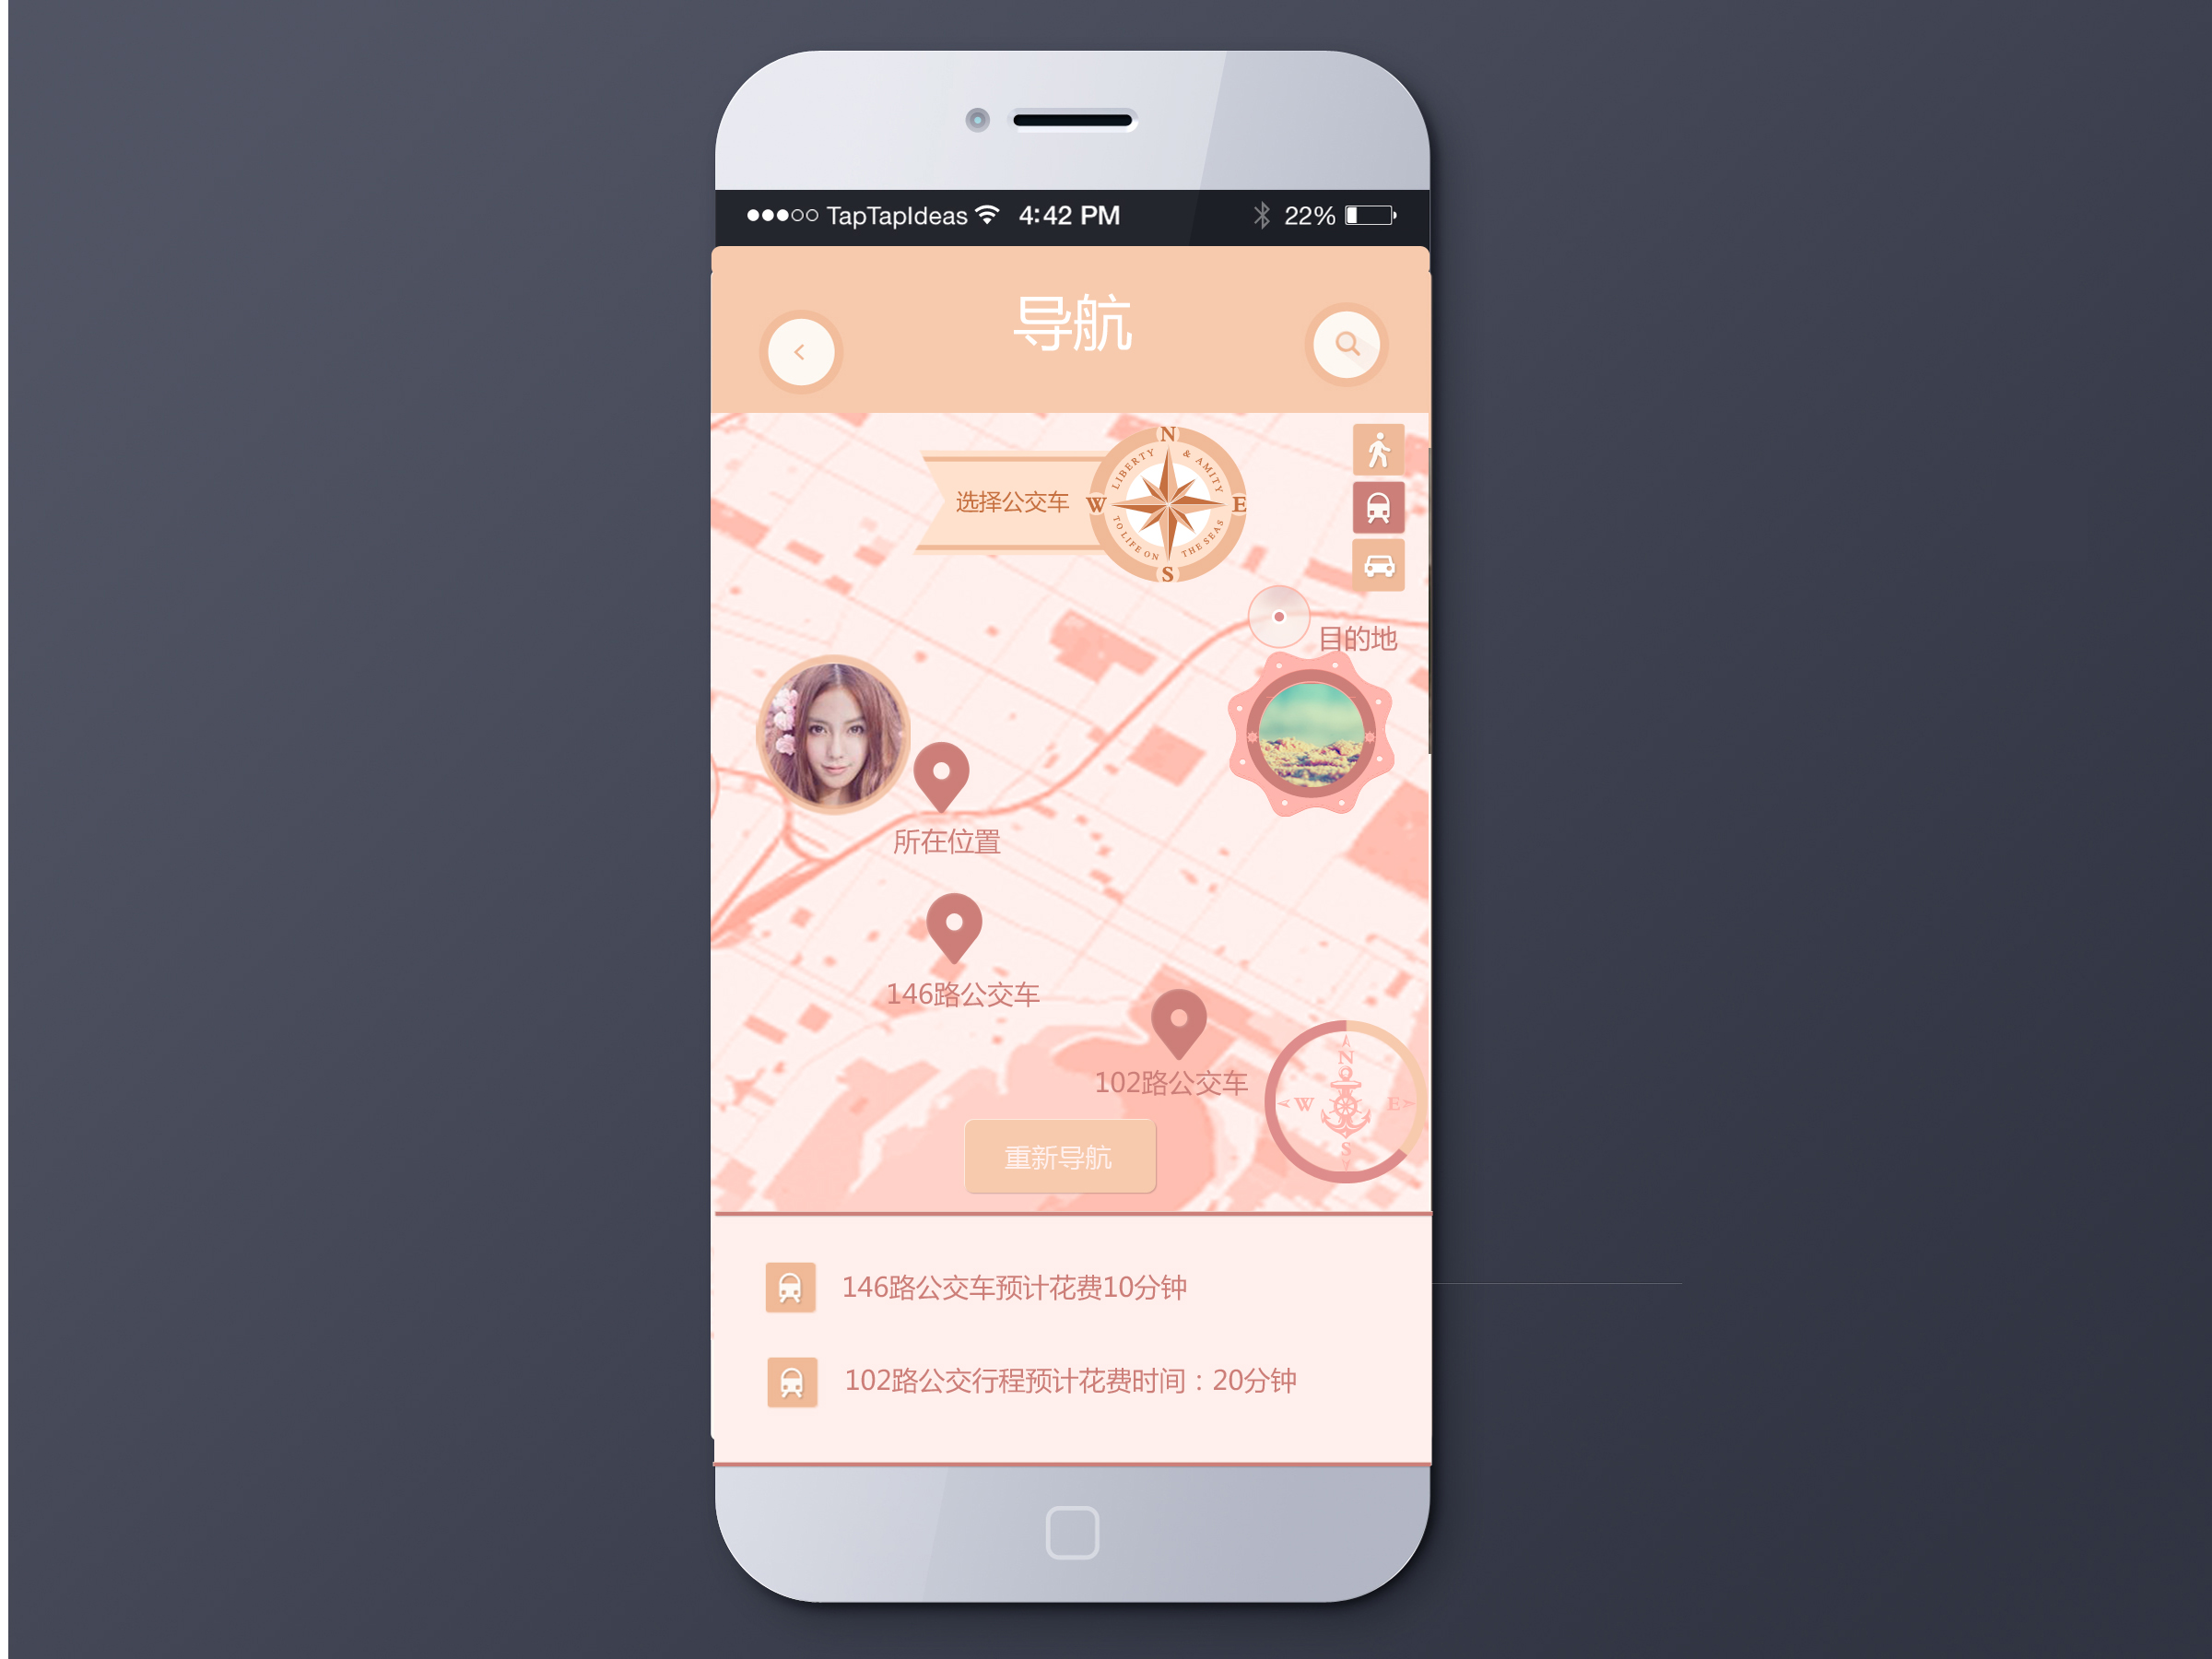 TapTapIdeas 4:42 PM 22%
导航
选择公交车
N
LIBERTY & AMITY
W E
TO LIFE ON THE SEAS
S
目的地
所在位置
146路公交车
102路公交车
N
W E
S
重新导航
146路公交车预计花费10分钟
102路公交行程预计花费时间：20分钟